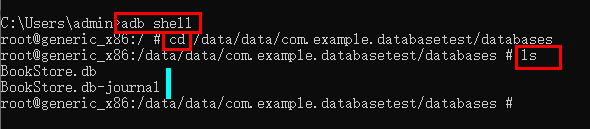 C:\Users\admin>adb shell
root@generic_x86:/ # cd /data/data/com.example.databasetest/databases
root@generic_x86:/data/data/com.example.databasetest/databases # ls
BookStore.db
BookStore.db-journal
root@generic_x86:/data/data/com.example.databasetest/databases #